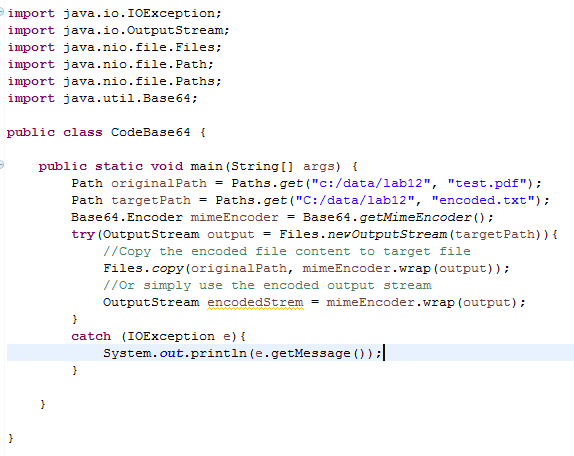 import java.io.IOException;
import java.io.OutputStream;
import java.nio.file.Files;
import java.nio.file.Path;
import java.nio.file.Paths;
import java.util.Base64;

public class CodeBase64 {

    public static void main(String[] args) {
        Path originalPath = Paths.get("c:/data/lab12", "test.pdf");
        Path targetPath = Paths.get("C:/data/lab12", "encoded.txt");
        Base64.Encoder mimeEncoder = Base64.getMimeEncoder();
        try(OutputStream output = Files.newOutputStream(targetPath)){
            //Copy the encoded file content to target file
            Files.copy(originalPath, mimeEncoder.wrap(output));
            //Or simply use the encoded output stream
            OutputStream encodedStrem = mimeEncoder.wrap(output);
        }
        catch (IOException e){
            System.out.println(e.getMessage());
        }

    }

}